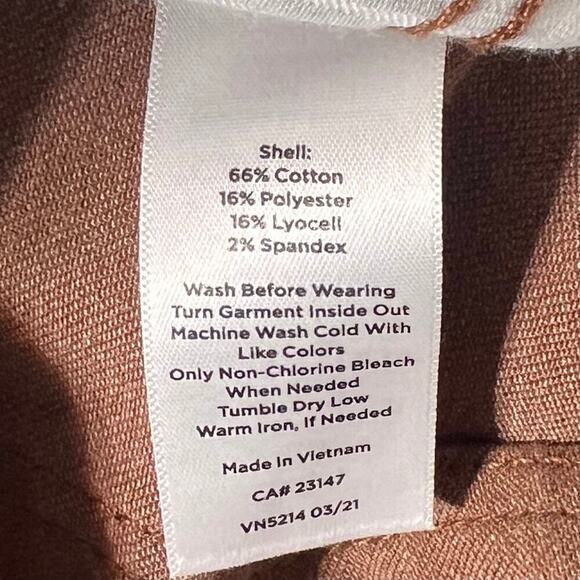 Shell:
66% Cotton
16% Polyester
16% Lyocell
2% Spandex
Wash Before Wearing
Turn Garment Inside Out
Machine Wash Cold With
Like Colors
Only Non-Chlorine Bleach
When Needed
Tumble Dry Low
Warm Iron, If Needed
Made In Vietnam
CA# 23147
VN5214 03/21